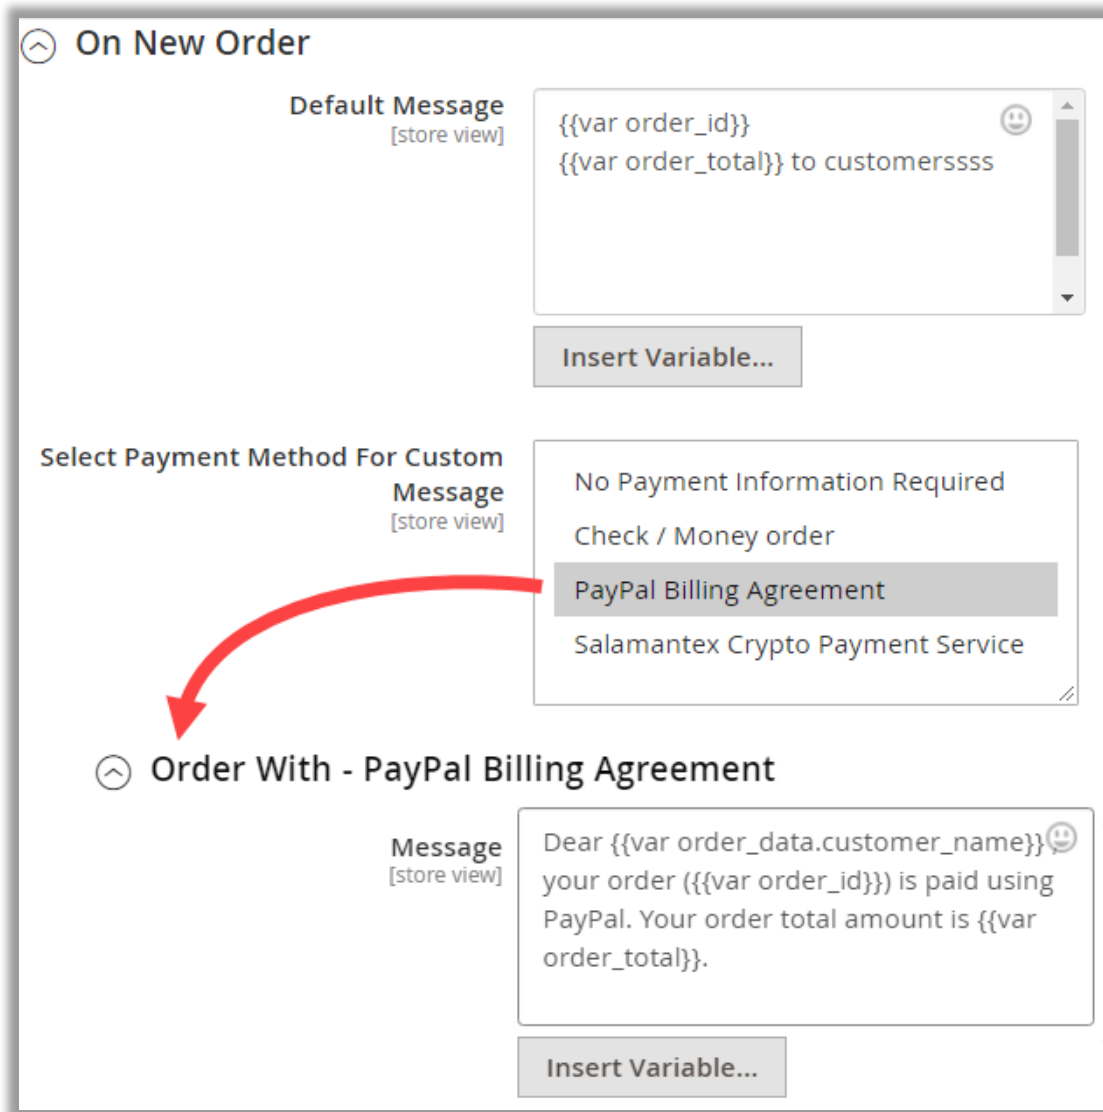 On New Order
Default Message
[store view]
{{var order_id}}
{{var order_total}} to customerssss
Insert Variable...
Select Payment Method For Custom
Message
[store view]
No Payment Information Required
Check / Money order
PayPal Billing Agreement
Salamantex Crypto Payment Service
Order With - PayPal Billing Agreement
Message
[store view]
Dear {{var order_data.customer_name}} ,
your order ({{var order_id}}) is paid using
PayPal. Your order total amount is {{var
order_total}}.
Insert Variable...